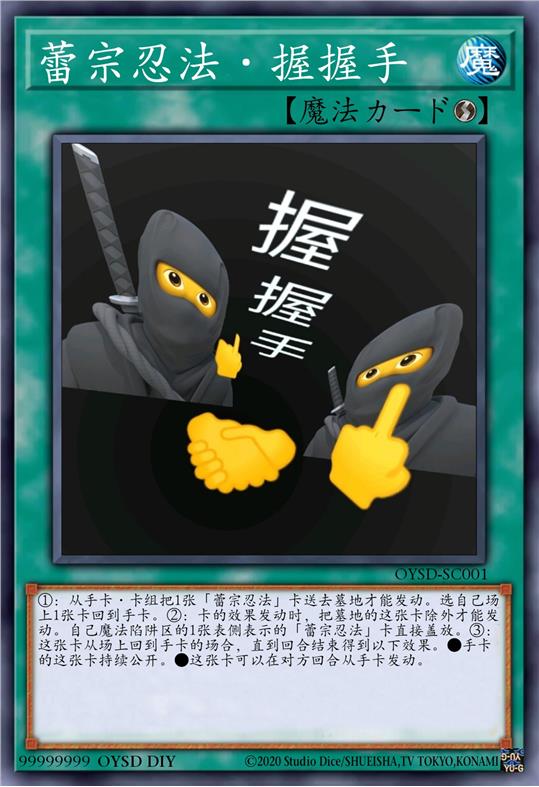 蕾宗忍法・握握手
魔
【魔法カード】
握
握
手
OYSD-SC001
①：从手卡・卡组把1张「蕾宗忍法」卡送去墓地才能发动。选自己场
上1张卡回到手卡。②：卡的效果发动时，把墓地的这张卡除外才能发
动。自己魔法陷阱区的1张表侧表示的「蕾宗忍法」卡直接盖放。③：
这张卡从场上回到手卡的场合，直到回合结束得到以下效果。●手卡
的这张卡持续公开。●这张卡可以在对方回合从手卡发动。
99999999 OYSD DIY
©2020 Studio Dice/SHUEISHA,TV TOKYO,KONAMI
YU-G